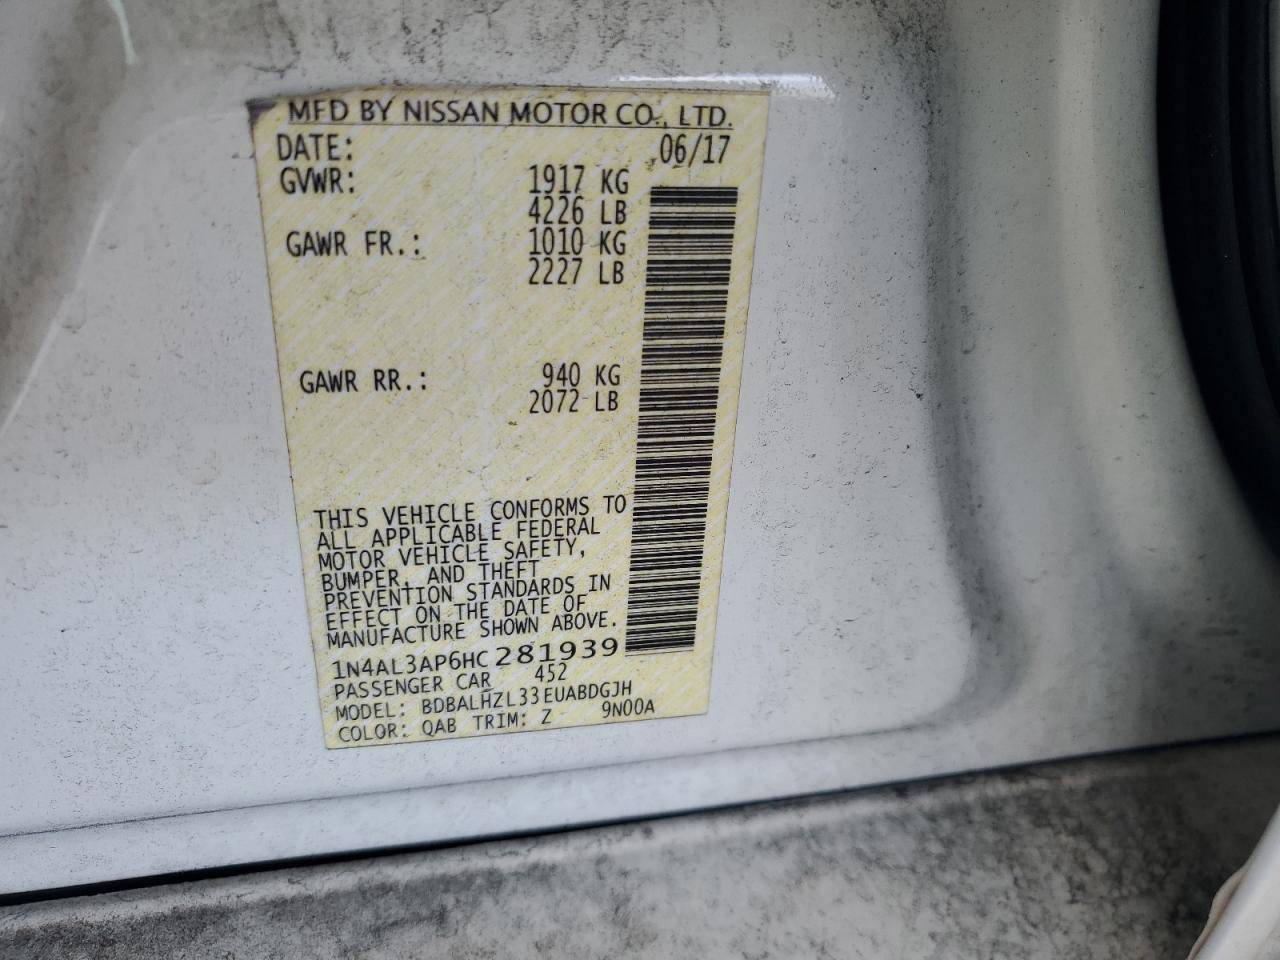 MFD BY NISSAN MOTOR CO., LTD.
DATE: 06/17
GVWR: 1917 KG
4226 LB
GAWR FR.: 1010 KG
2227 LB
GAWR RR.: 940 KG
2072 LB
THIS VEHICLE CONFORMS TO
ALL APPLICABLE FEDERAL
MOTOR VEHICLE SAFETY,
BUMPER, AND THEFT
PREVENTION STANDARDS IN
EFFECT ON THE DATE OF
MANUFACTURE SHOWN ABOVE.
1N4AL3AP6HC281939
PASSENGER CAR 452
MODEL: BDBALHZL33EUABDGJH
COLOR: QAB TRIM: Z 9N00A